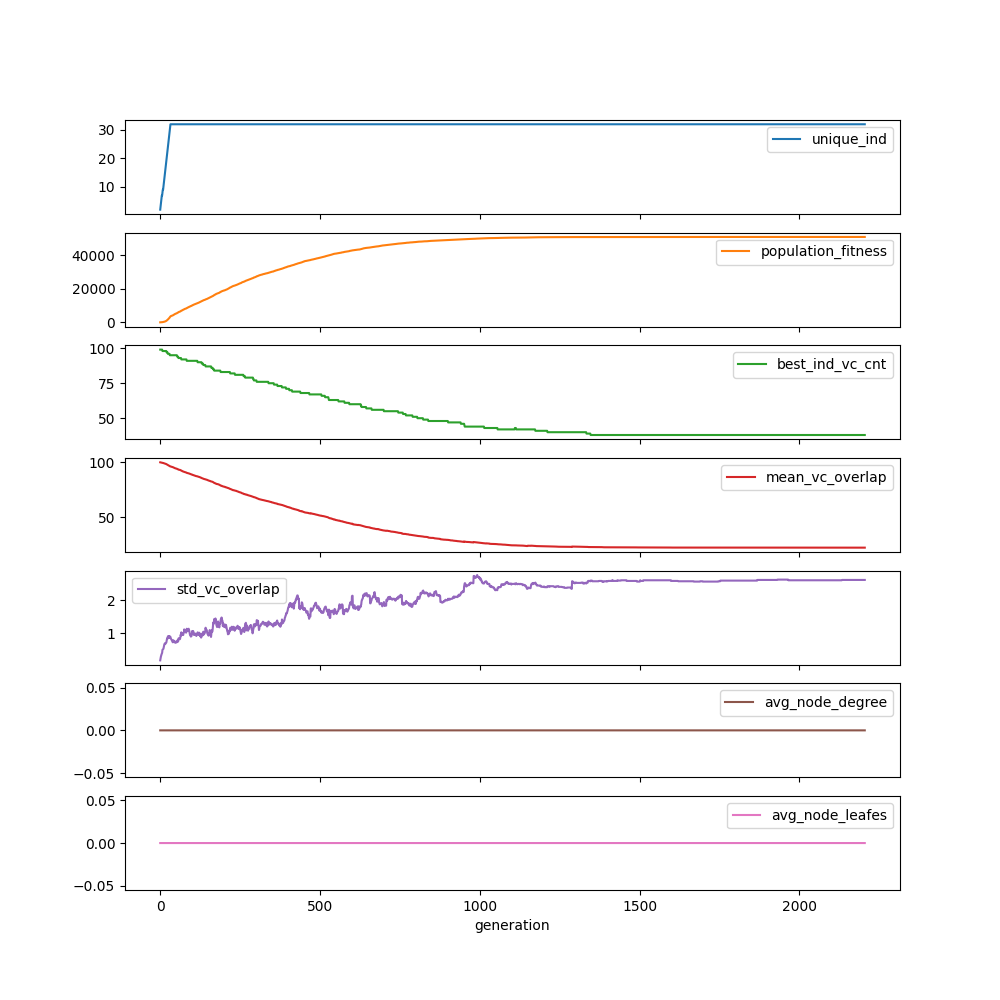 30
20
10
unique_ind
40000
20000
0
population_fitness
100
75
50
best_ind_vc_cnt
100
50
mean_vc_overlap
2
1
std_vc_overlap
0.05
0.00
−0.05
avg_node_degree
0.05
0.00
−0.05
avg_node_leafes
0 500 1000 1500 2000
generation